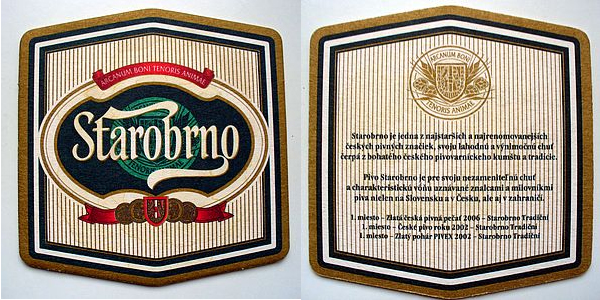 ARCANUM BONI TENORIS ANIMAE
Starobrno
ARCANUM BONI
TENORIS ANIMAE
Starobrno je jedna z najstarších a najrenomovanejších
českých pivných značiek, svoju lahodnú a výnimočnú chuť
čerpá z bohatého českého pivovarníckeho kumštu a tradície.
Pivo Starobrno je pre svoju nezameniteľnú chuť
a charakteristickú vôňu uznávané znalcami a milovníkmi
piva nielen na Slovensku a v Česku, ale aj v zahraničí.
1. miesto – Zlatá česká pivná pečať 2006 – Starobrno Tradiční
1. miesto – České pivo roku 2002 – Starobrno Tradiční
1. miesto – Zlatý pohár PIVEX 2002 – Starobrno Tradiční